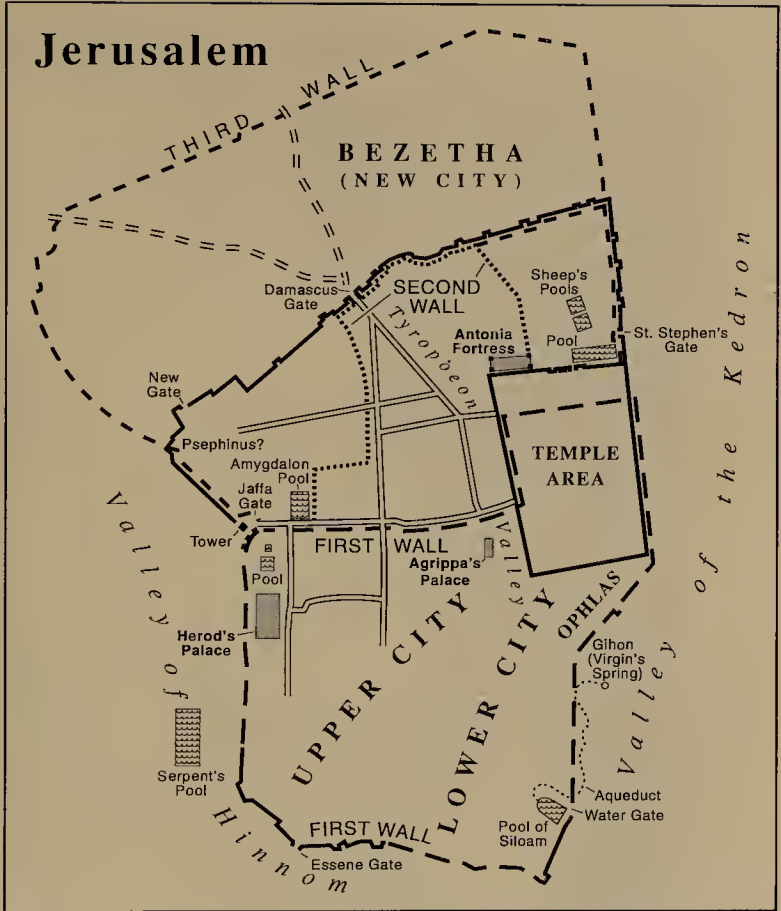 Jerusalem
THIRD WALL
BEZETHA
(NEW CITY)
Damascus
Gate
SECOND
WALL
Sheep's
Pools
Antonia
Fortress
Pool
St. Stephen's
Gate
Tyropoeon
Valley
New
Gate
Psephinus?
Amygdalon
Pool
Jaffa
Gate
TEMPLE
AREA
Tower
FIRST WALL
Pool
Agrippa's
Palace
Herod's
Palace
UPPER CITY
LOWER CITY
OPHLAS
Gihon
(Virgin's
Spring)
Valley of the Kedron
Valley of Hinnom
Serpent's
Pool
Aqueduct
Water Gate
Pool of
Siloam
FIRST WALL
Essene Gate